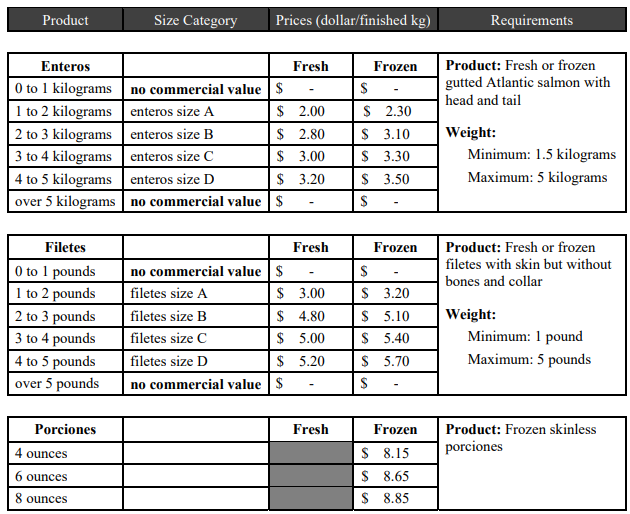 Product Size Category Prices (dollar/finished kg) Requirements
Enteros Fresh Frozen Product: Fresh or frozen
0 to 1 kilograms no commercial value $ - $ - gutted Atlantic salmon with
1 to 2 kilograms enteros size A $ 2.00 $ 2.30 head and tail
2 to 3 kilograms enteros size B $ 2.80 $ 3.10 Weight:
3 to 4 kilograms enteros size C $ 3.00 $ 3.30 Minimum: 1.5 kilograms
4 to 5 kilograms enteros size D $ 3.20 $ 3.50 Maximum: 5 kilograms
over 5 kilograms no commercial value $ - $ -
Filetes Fresh Frozen Product: Fresh or frozen
0 to 1 pounds no commercial value $ - $ - filetes with skin but without
1 to 2 pounds filetes size A $ 3.00 $ 3.20 bones and collar
2 to 3 pounds filetes size B $ 4.80 $ 5.10 Weight:
3 to 4 pounds filetes size C $ 5.00 $ 5.40 Minimum: 1 pound
4 to 5 pounds filetes size D $ 5.20 $ 5.70 Maximum: 5 pounds
over 5 pounds no commercial value $ - $ -
Porciones Fresh Frozen Product: Frozen skinless
4 ounces $ 8.15 porciones
6 ounces $ 8.65
8 ounces $ 8.85